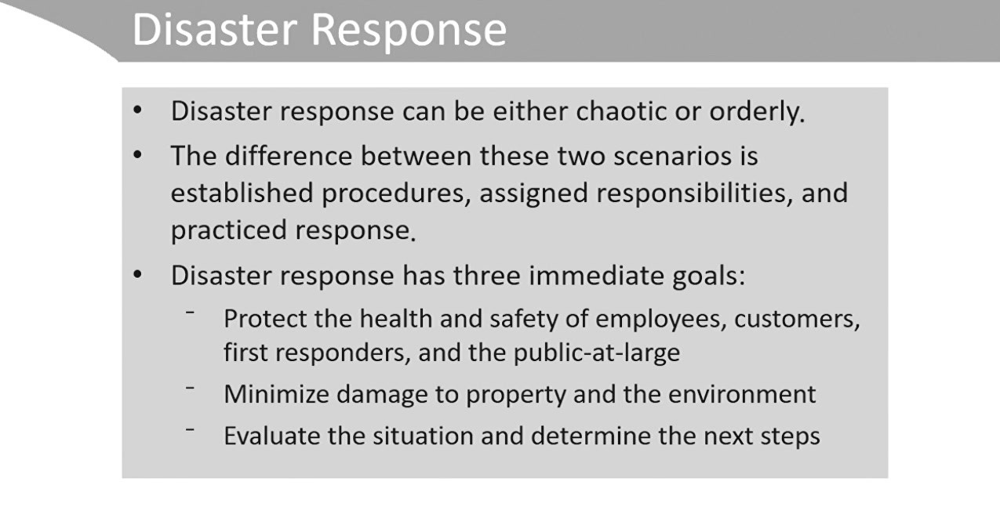 Disaster Response
• Disaster response can be either chaotic or orderly.
• The difference between these two scenarios is
established procedures, assigned responsibilities, and
practiced response.
• Disaster response has three immediate goals:
- Protect the health and safety of employees, customers,
first responders, and the public-at-large
- Minimize damage to property and the environment
- Evaluate the situation and determine the next steps